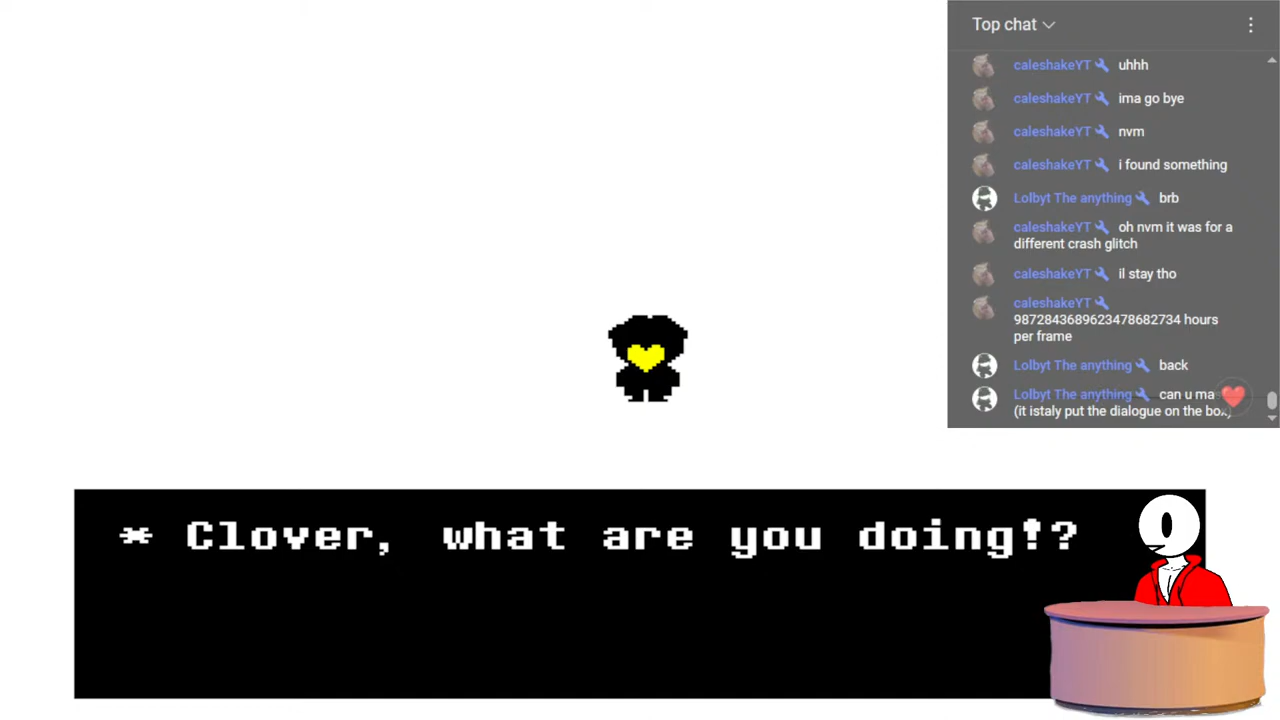 Top chat
caleshakeYT uhhh
caleshakeYT ima go bye
caleshakeYT nvm
caleshakeYT i found something
Lolbyt The anything brb
caleshakeYT oh nvm it was for a
different crash glitch
caleshakeYT il stay tho
caleshakeYT
9872843689623478682734 hours
per frame
Lolbyt The anything back
Lolbyt The anything can u ma
(it istaly put the dialogue on the box)
* Clover, what are you doing!?